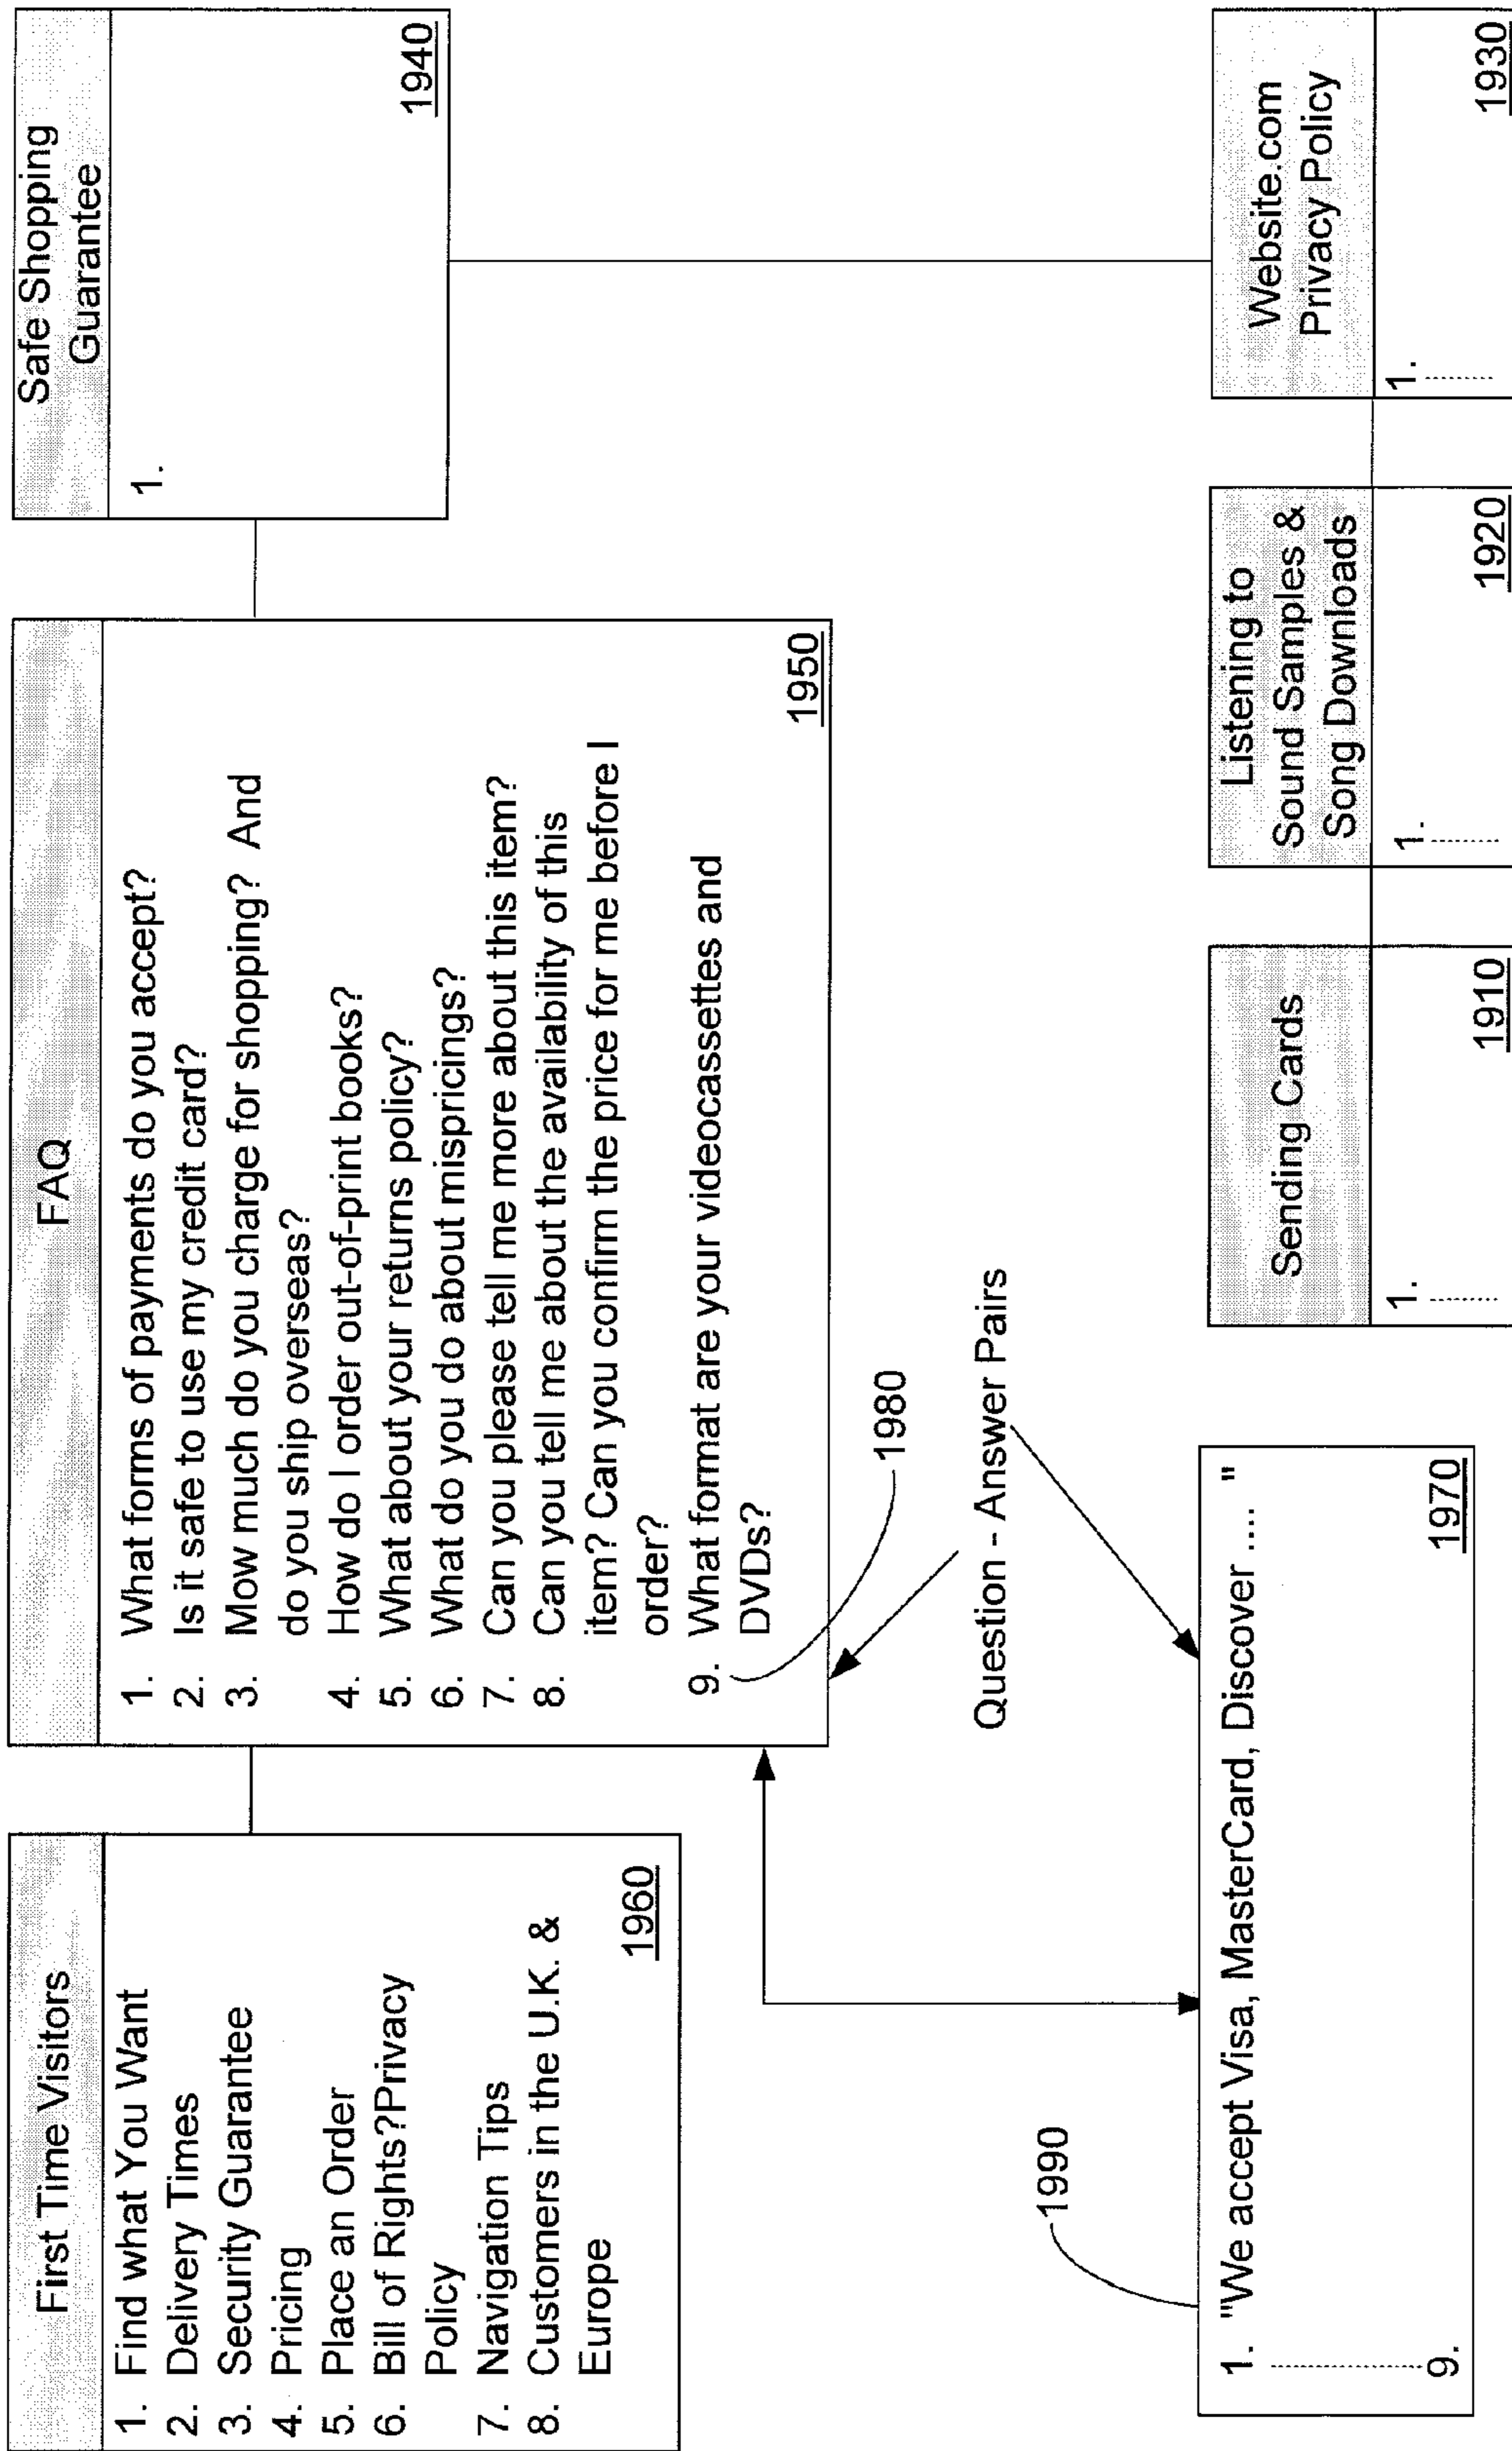 First Time Visitors
1. Find what You Want
2. Delivery Times
3. Security Guarantee
4. Pricing
5. Place an Order
6. Bill of Rights?Privacy
Policy
7. Navigation Tips
8. Customers in the U.K. &
Europe
1960
FAQ
1. What forms of payments do you accept?
2. Is it safe to use my credit card?
3. Mow much do you charge for shopping? And
do you ship overseas?
4. How do I order out-of-print books?
5. What about your returns policy?
6. What do you do about mispricings?
7. Can you please tell me more about this item?
8. Can you tell me about the availability of this
item? Can you confirm the price for me before I
order?
9. What format are your videocassettes and
DVDs?
1950
Safe Shopping
Guarantee
1.
1940
1980
Question - Answer Pairs
1990
1. "We accept Visa, MasterCard, Discover .... "
9.
1970
Sending Cards
1.
1910
Listening to
Sound Samples &
Song Downloads
1.
1920
Website.com
Privacy Policy
1.
1930